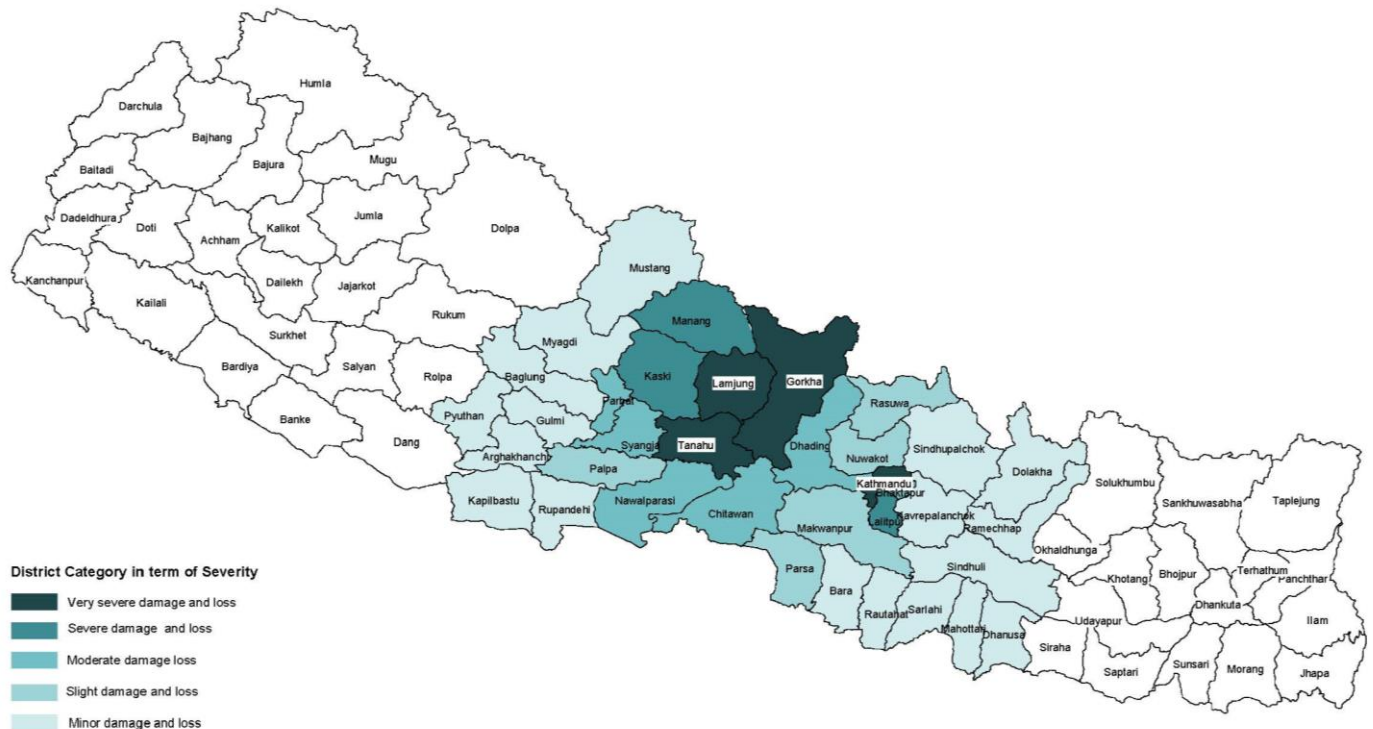 Humla
Darchula
Bajhang
Mugu
Bajura
Baitadi
Dadeldhura
Jumla
Doti
Kalikot
Dolpa
Achham
Mustang
Kanchanpur
Dailekh
Jajarkot
Kailali
Rukum
Manang
Surkhet
Myagdi
Bardiya
Salyan
Rolpa
Baglung
Kaski
Lamjung
Gorkha
Parbat
Rasuwa
Pyuthan
Gulmi
Banke
Dang
Syangja
Tanahu
Dhading
Nuwakot
Sindhupalchok
Dolakha
Arghakhanchi
Palpa
Solukhumbu
Taplejung
Sankhuwasabha
Kathmandu
Bhaktapur
Kapilbastu
Rupandehi
Nawalparasi
Chitawan
Makwanpur
Lalitpu
Kavrepalanchok
Ramechhap
Okhaldhunga
Parsa
Sindhuli
Khotang
Bhojpur
Terhathum
Panchthar
Bara
Rautahat
Sarlahi
Dhankuta
Mahottari
Dhanusa
Udayapur
Ilam
Siraha
Saptari
Sunsari
Morang
Jhapa
District Category in term of Severity
Very severe damage and loss
Severe damage and loss
Moderate damage loss
Slight damage and loss
Minor damage and loss